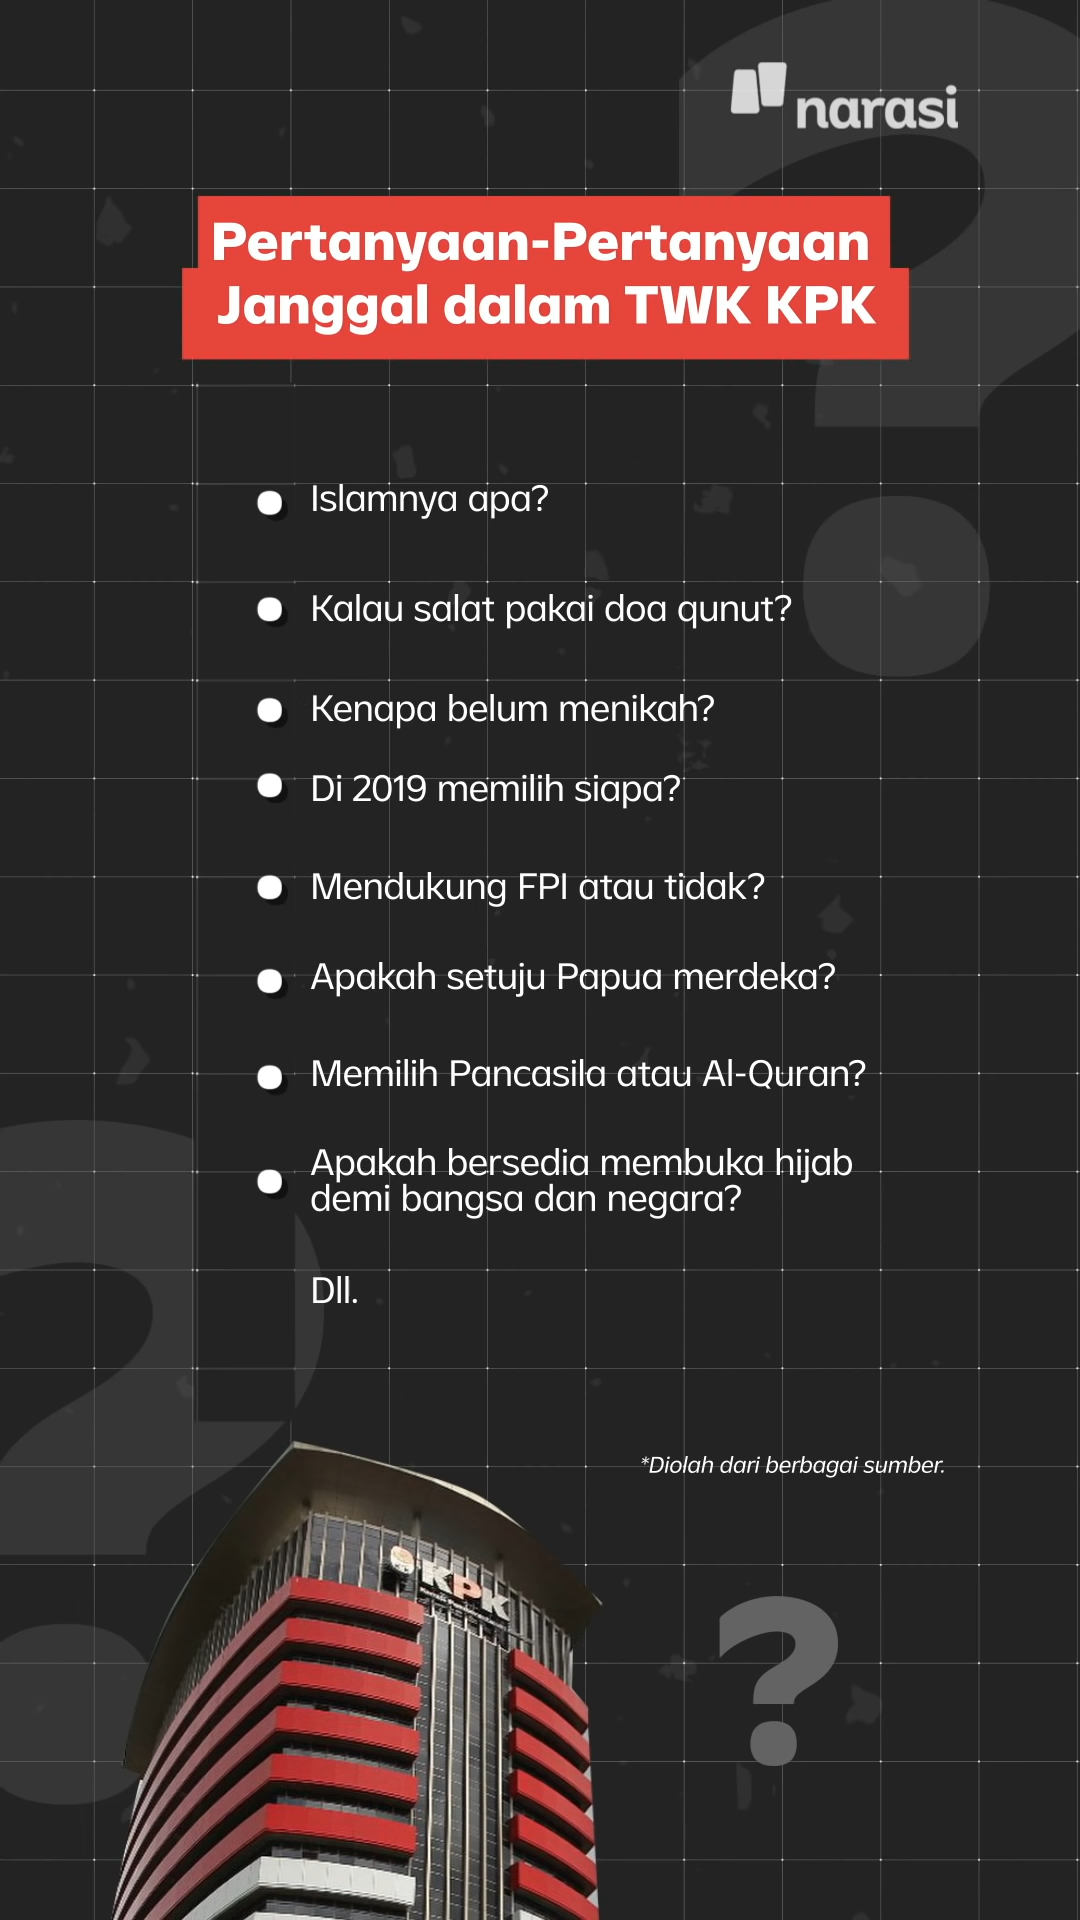 narasi
Pertanyaan-Pertanyaan
Janggal dalam TWK KPK
Islamnya apa?
Kalau salat pakai doa qunut?
Kenapa belum menikah?
Di 2019 memilih siapa?
Mendukung FPI atau tidak?
Apakah setuju Papua merdeka?
Memilih Pancasila atau Al-Quran?
Apakah bersedia membuka hijab
demi bangsa dan negara?
Dll.
*Diolah dari berbagai sumber.
KPK